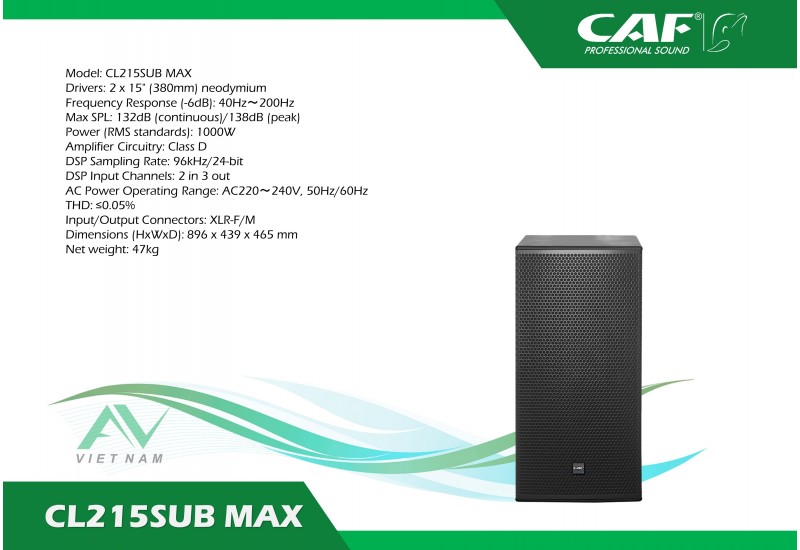 CAF®
PROFESSIONAL SOUND
Model: CL215SUB MAX
Drivers: 2 x 15" (380mm) neodymium
Frequency Response (-6dB): 40Hz～200Hz
Max SPL: 132dB (continuous)/138dB (peak)
Power (RMS standards): 1000W
Amplifier Circuitry: Class D
DSP Sampling Rate: 96kHz/24-bit
DSP Input Channels: 2 in 3 out
AC Power Operating Range: AC220～240V, 50Hz/60Hz
THD: ≤0.05%
Input/Output Connectors: XLR-F/M
Dimensions (HxWxD): 896 x 439 x 465 mm
Net weight: 47kg
AV
VIET NAM
CL215SUB MAX